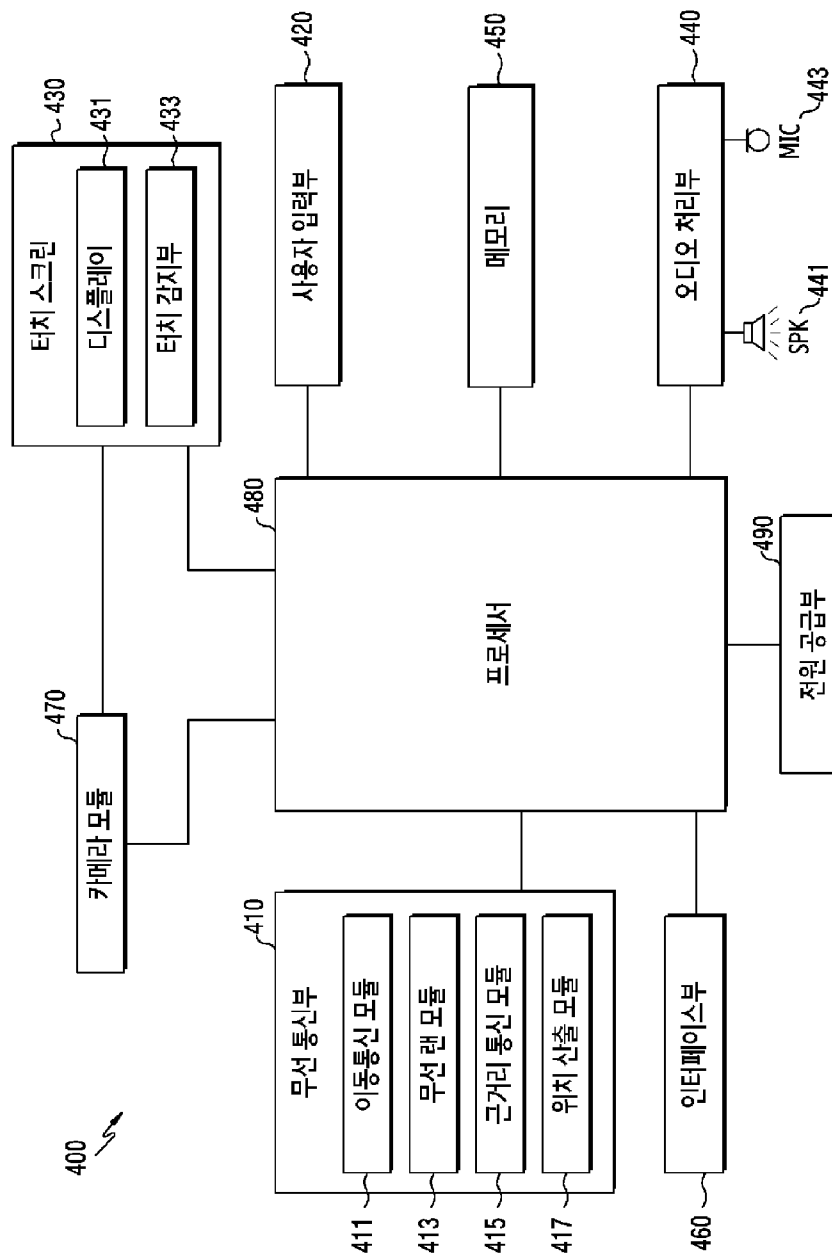 400
카메라 모듈
470
터치 스크린
430
디스플레이
431
터치 감지부
433
무선 통신부
410
이동통신 모듈
411
무선 랜 모듈
413
근거리 통신 모듈
415
위치 산출 모듈
417
프로세서
480
사용자 입력부
420
메모리
450
오디오 처리부
440
SPK
441
MIC
443
인터페이스부
460
전원 공급부
490